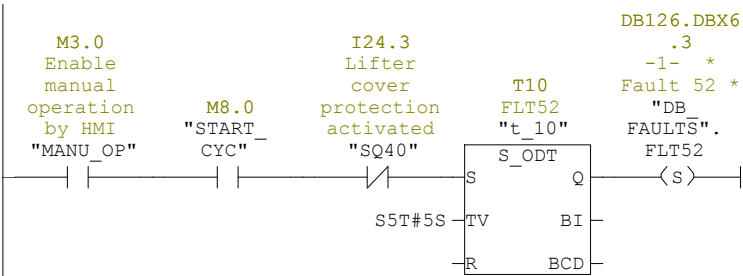 DB126.DBX6
.3
-1- *
Fault 52 *
"DB_
FAULTS".
FLT52
M3.0
Enable
manual
operation
by HMI
"MANU_OP"
M8.0
"START_
CYC"
I24.3
Lifter
cover
protection
activated
"SQ40"
T10
FLT52
"t_10"
S_ODT
S
Q
(S)
S5T#5S
TV
BI
R
BCD